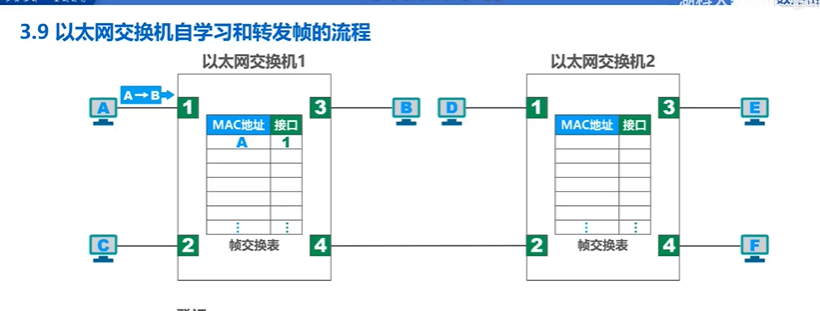 3.9 以太网交换机自学习和转发帧的流程
以太网交换机1
以太网交换机2
A
A→B
1
3
B
D
1
3
E
MAC地址 接口
A 1
MAC地址 接口
C
2
帧交换表
4
2
帧交换表
4
F